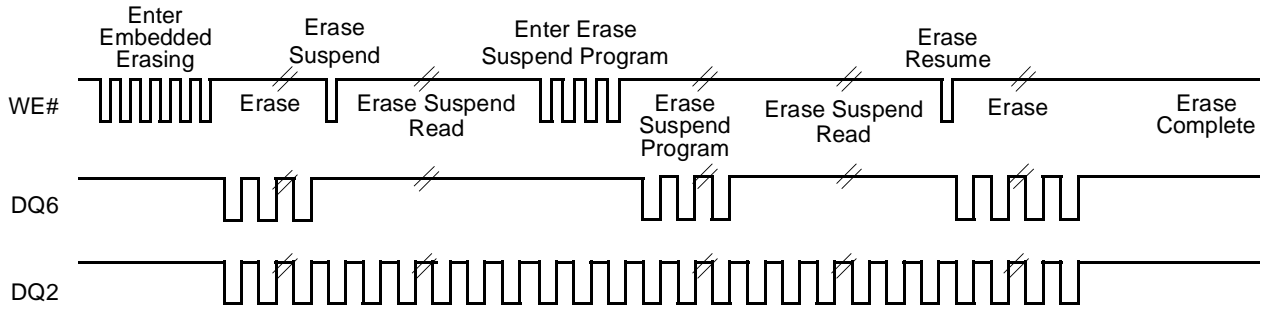 Enter
Embedded
Erasing
Erase
Suspend
Enter Erase
Suspend Program
Erase
Resume
WE#
Erase
Erase Suspend
Read
Erase
Suspend
Program
Erase Suspend
Read
Erase
Erase
Complete
DQ6
DQ2